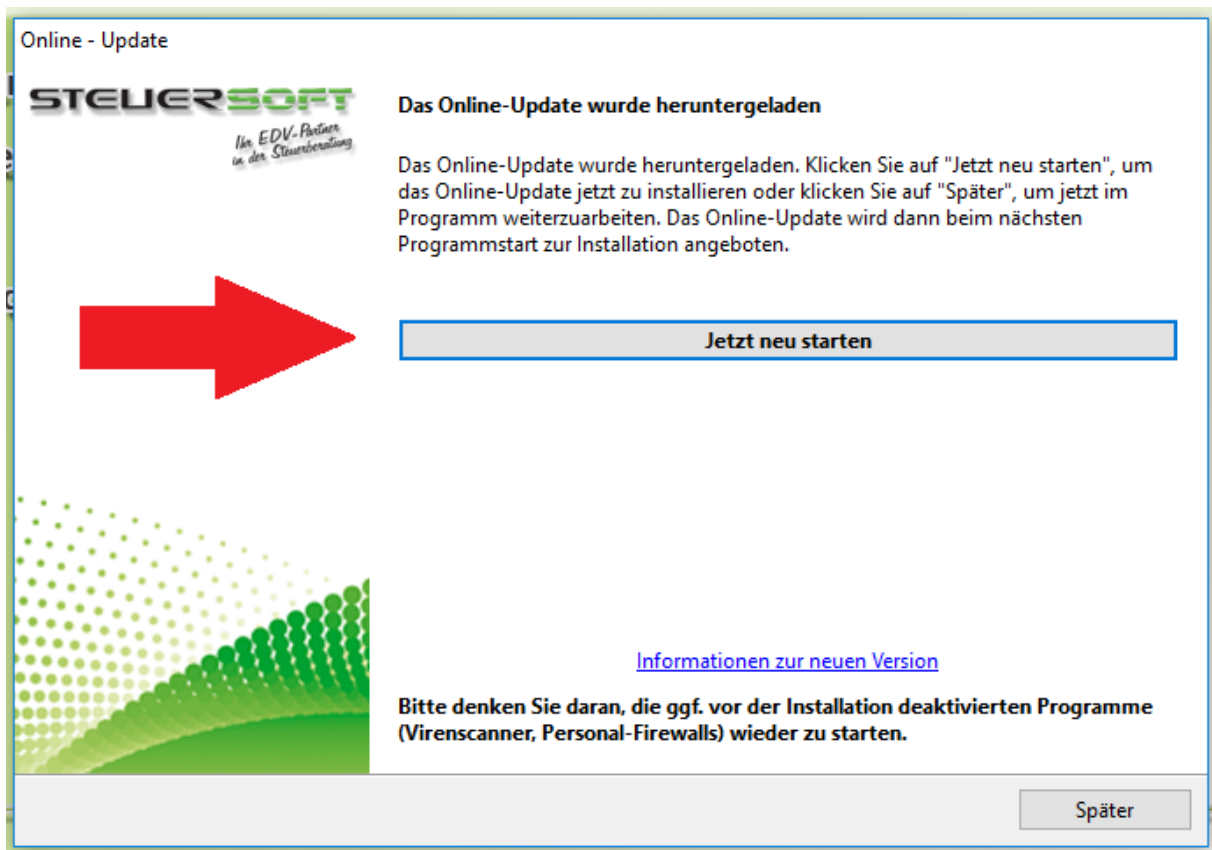 Online - Update
STEUERSOFT
Ihr EDV-Partner
in der Steuerberatung
Das Online-Update wurde heruntergeladen
Das Online-Update wurde heruntergeladen. Klicken Sie auf "Jetzt neu starten", um
das Online-Update jetzt zu installieren oder klicken Sie auf "Später", um jetzt im
Programm weiterzuarbeiten. Das Online-Update wird dann beim nächsten
Programmstart zur Installation angeboten.
Jetzt neu starten
Informationen zur neuen Version
Bitte denken Sie daran, die ggf. vor der Installation deaktivierten Programme
(Virenscanner, Personal-Firewalls) wieder zu starten.
Später